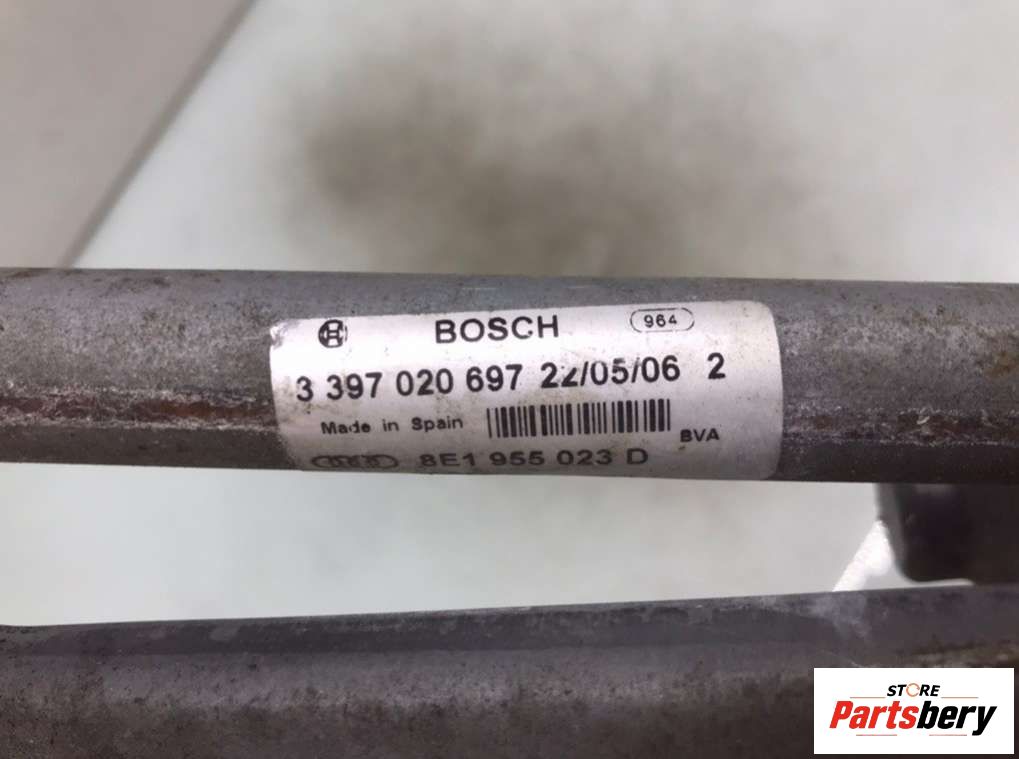 BOSCH 964
3 397 020 697 22/05/06 2
Made in Spain
BVA
8E1 955 023 D
STORE
Partsbery